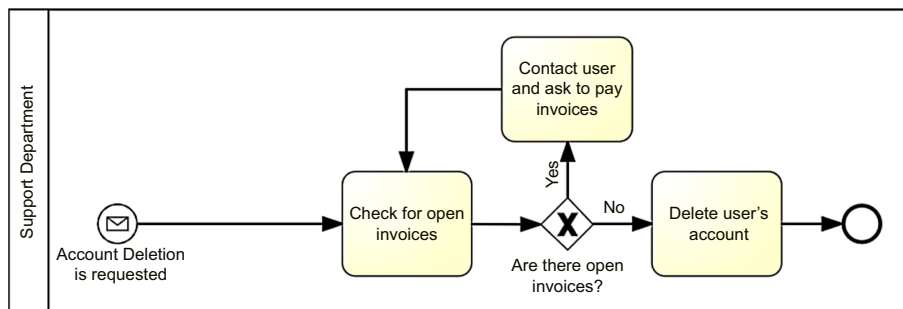 Support Department
Account Deletion
is requested
Check for open
invoices
Contact user
and ask to pay
invoices
Yes
Are there open
invoices?
No
Delete user’s
account